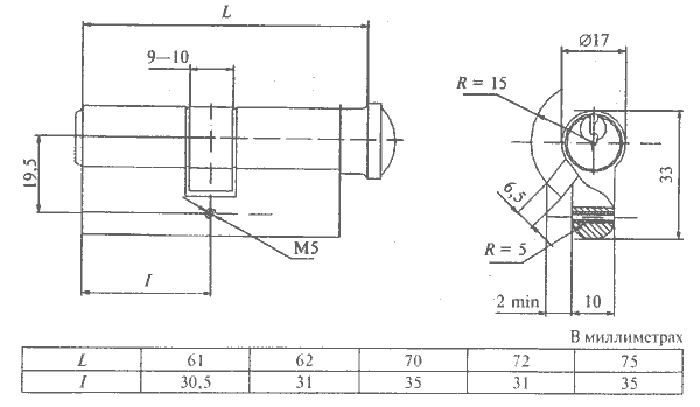 L
9–10
Ø17
R = 15
19,5
33
6,5
M5
R = 5
l
2 min
10
В миллиметрах
L 61 62 70 72 75
l 30,5 31 35 31 35